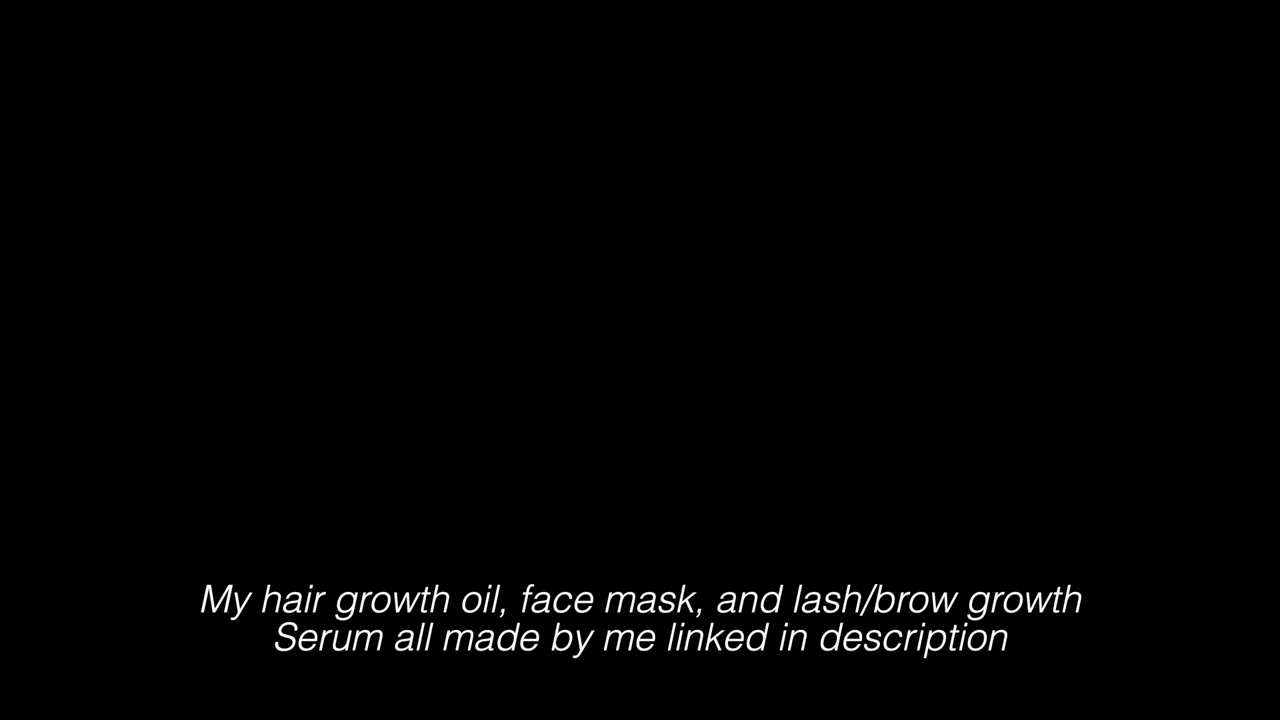 My hair growth oil, face mask, and lash/brow growth
Serum all made by me linked in description